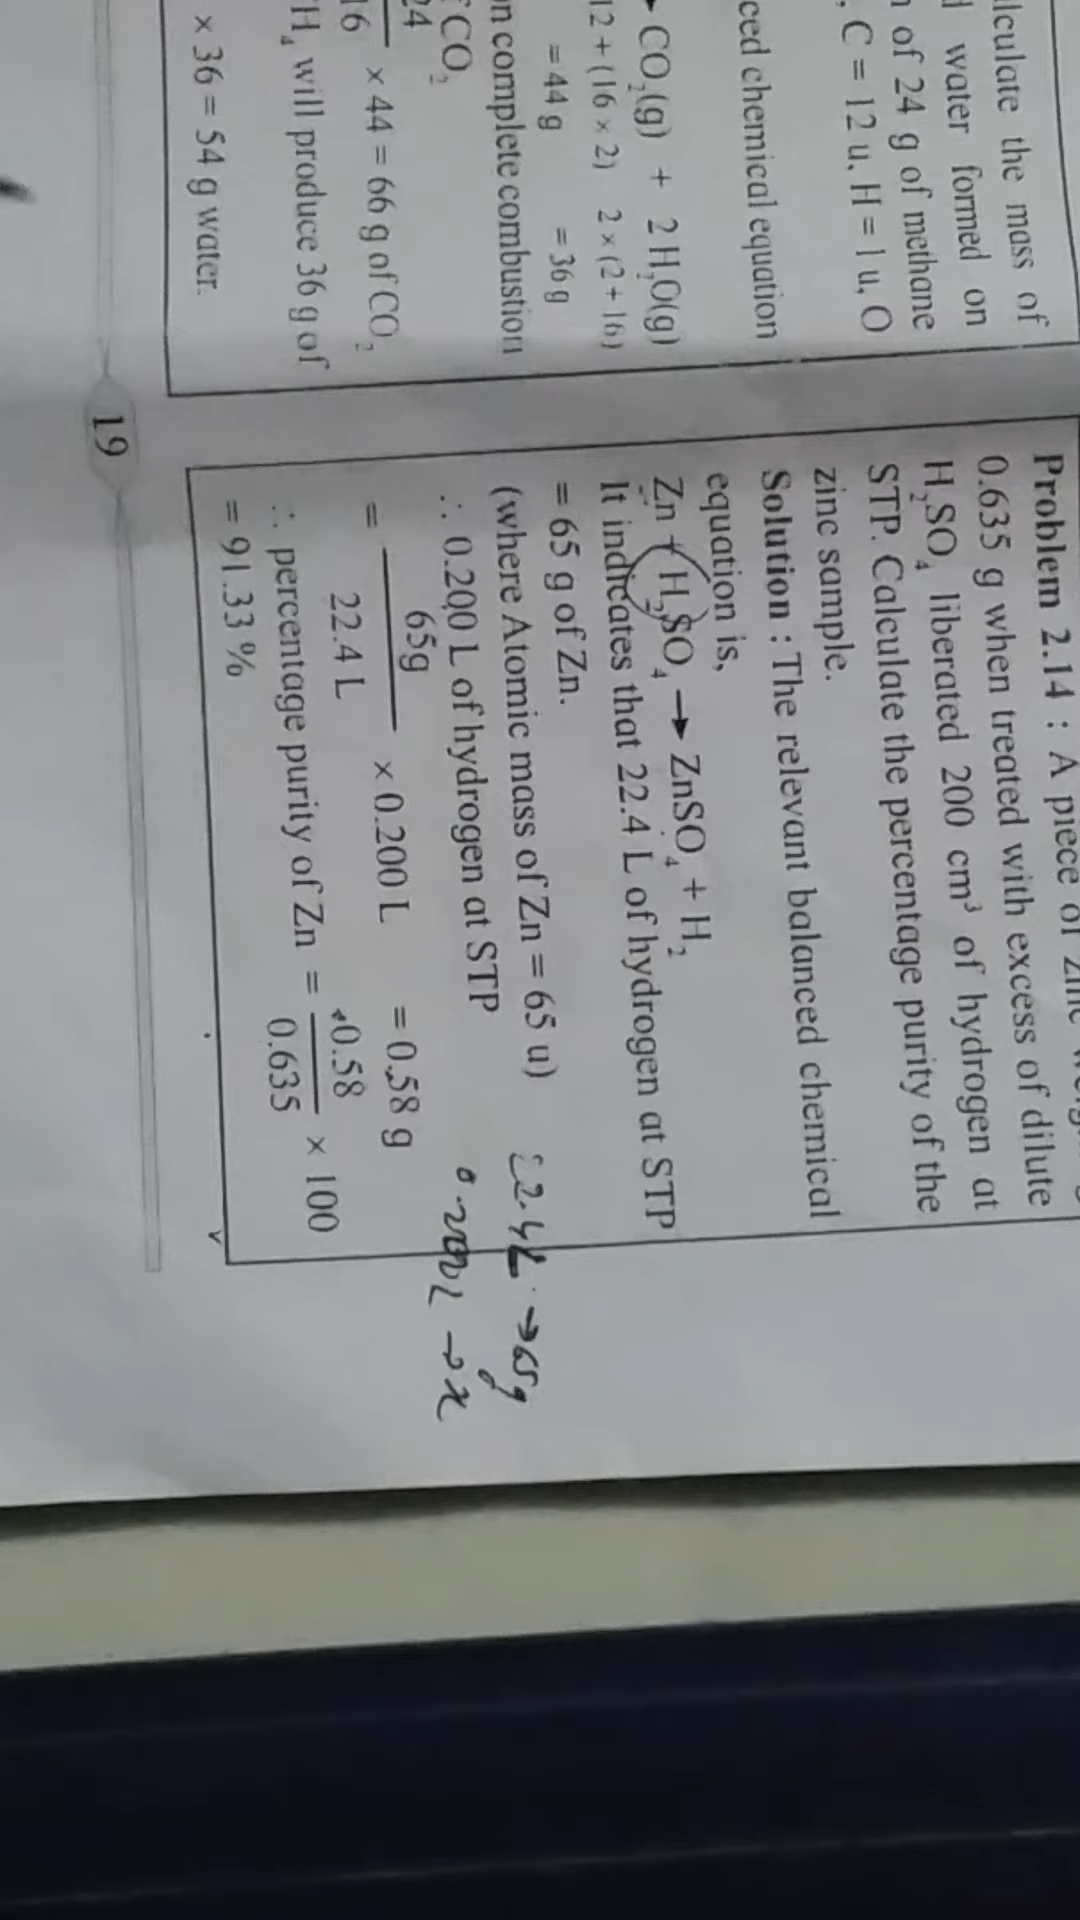 lculate the mass of
water formed on
of 24 g of methane
, C = 12 u, H = 1 u, O
ced chemical equation
→ CO₂(g) + 2 H₂O(g)
12 + (16 × 2) 2 × (2 + 16)
= 44 g = 36 g
n complete combustion
f CO₂
24
16 × 44 = 66 g of CO₂
H₄ will produce 36 g of
× 36 = 54 g water.
19
Problem 2.14 : A piece of zinc
0.635 g when treated with excess of dilute
H₂SO₄ liberated 200 cm³ of hydrogen at
STP. Calculate the percentage purity of the
zinc sample.
Solution : The relevant balanced chemical
equation is,
Zn + H₂SO₄ → ZnSO₄ + H₂
It indicates that 22.4 L of hydrogen at STP
= 65 g of Zn.
(where Atomic mass of Zn = 65 u)
∴ 0.200 L of hydrogen at STP
= 65g / 22.4 L × 0.200 L = 0.58 g
∴ percentage purity of Zn = 0.58 / 0.635 × 100
= 91.33 %
22.4L → 65g
0.200L → x